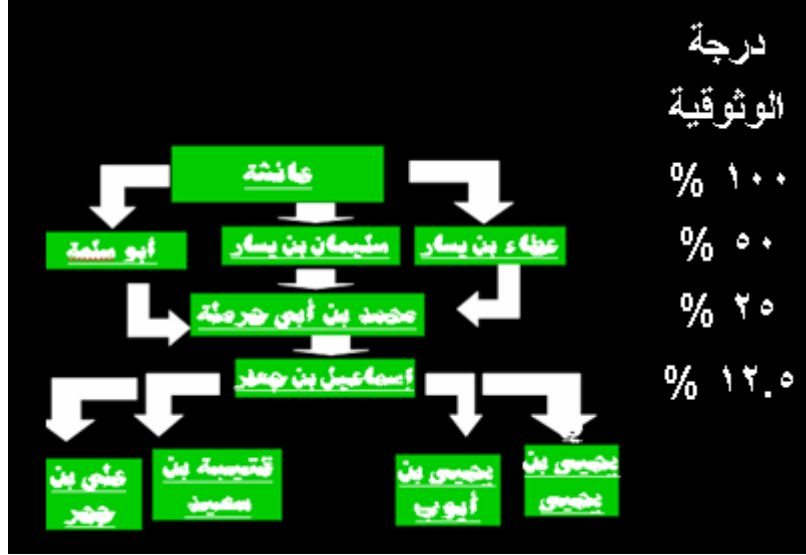 درجة
الوثوقية
% ١٠٠
عائشة
% ٥٠
عطاء بن يسار
سليمان بن يسار
أبو سلمة
% ٢٥
محمد بن أبي حرملة
% ١٢.٥
إسماعيل بن جعفر
يحيى بن
يحيى
يحيى بن
أيوب
قتيبة بن
سعيد
علي بن
حجر